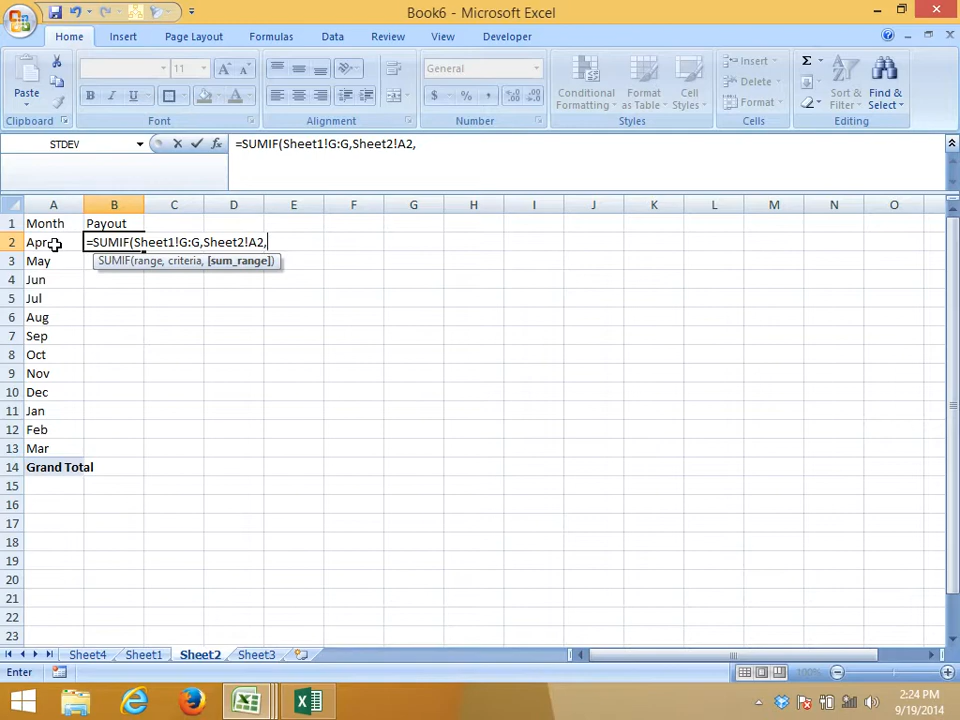 Book6 - Microsoft Excel
Home Insert Page Layout Formulas Data Review View Developer
Paste
11
General
Conditional Formatting
Format as Table
Cell Styles
Insert
Delete
Format
Sort & Filter
Find & Select
Clipboard Font Alignment Number Styles Cells Editing
STDEV =SUMIF(Sheet1!G:G,Sheet2!A2,
A B C D E F G H I J K L M N O
1 Month Payout
2 Apr =SUMIF(Sheet1!G:G,Sheet2!A2,
3 May SUMIF(range, criteria, [sum_range])
4 Jun
5 Jul
6 Aug
7 Sep
8 Oct
9 Nov
10 Dec
11 Jan
12 Feb
13 Mar
14 Grand Total
15
16
17
18
19
20
21
22
23
Sheet4 Sheet1 Sheet2 Sheet3
Enter 100%
2:24 PM
9/19/2014